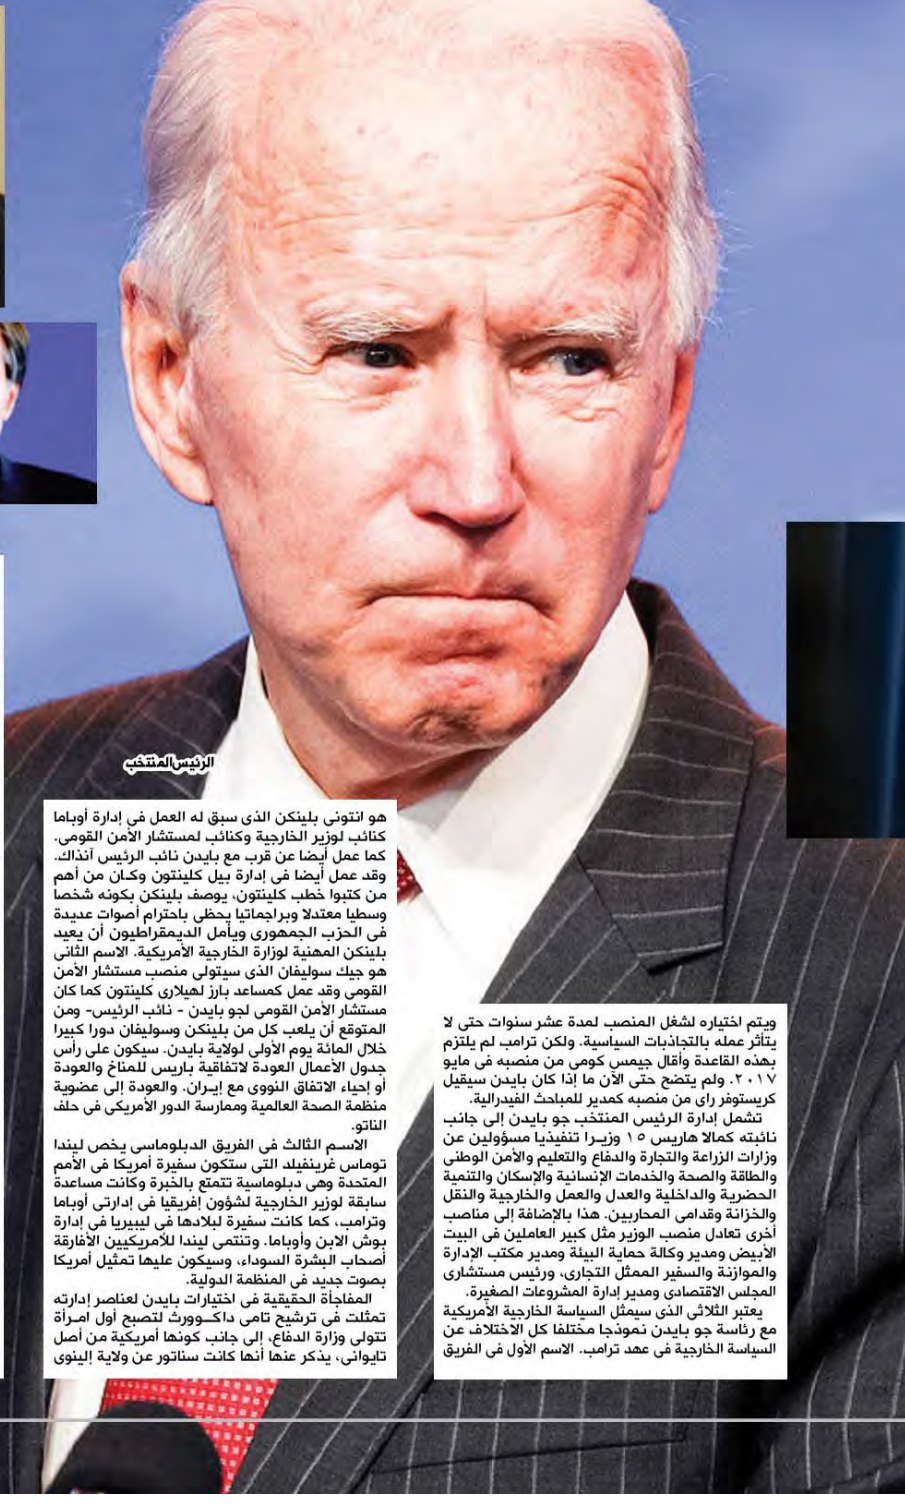 الرئيس المنتخب
ويتم اختياره لشغل المنصب لمدة عشر سنوات حتى لا
يتأثر عمله بالتجاذبات السياسية. ولكن ترامب لم يلتزم
بهذه القاعدة وأقال جيمس كومى من منصبه فى مايو
٢٠١٧. ولم يتضح حتى الآن ما إذا كان بايدن سيقيل
كريستوفر راى من منصبه كمدير للمباحث الفيدرالية.
تشمل إدارة الرئيس المنتخب جو بايدن إلى جانب
نائبته كمالا هاريس ١٥ وزيرا تنفيذيا مسؤولين عن
وزارات الزراعة والتجارة والدفاع والتعليم والأمن الوطنى
والطاقة والصحة والخدمات الإنسانية والإسكان والتنمية
الحضرية والداخلية والعدل والعمل والخارجية والنقل
والخزانة وقدامى المحاربين. هذا بالإضافة إلى مناصب
أخرى تعادل منصب الوزير مثل كبير العاملين فى البيت
الأبيض ومدير وكالة حماية البيئة ومدير مكتب الإدارة
والموازنة والسفير الممثل التجارى، ورئيس مستشارى
المجلس الاقتصادى ومدير إدارة المشروعات الصغيرة.
يعتبر الثلاثى الذى سيمثل السياسة الخارجية الأمريكية
مع رئاسة جو بايدن نموذجا مختلفا كل الاختلاف عن
السياسة الخارجية فى عهد ترامب. الاسم الأول فى الفريق
هو انتونى بلينكن الذى سبق له العمل فى إدارة أوباما
كنائب لوزير الخارجية وكنائب لمستشار الأمن القومى.
كما عمل أيضا عن قرب مع بايدن نائب الرئيس آنذاك.
وقد عمل أيضا فى إدارة بيل كلينتون وكان من أهم
من كتبوا خطب كلينتون، يوصف بلينكن بكونه شخصا
وسطيا معتدلا وبراجماتيا يحظى باحترام أصوات عديدة
فى الحزب الجمهورى ويأمل الديمقراطيون أن يعيد
بلينكن المهنية لوزارة الخارجية الأمريكية. الاسم الثانى
هو جيك سوليفان الذى سيتولى منصب مستشار الأمن
القومى وقد عمل كمساعد بارز لهيلارى كلينتون كما كان
مستشار الأمن القومى لجو بايدن - نائب الرئيس- ومن
المتوقع أن يلعب كل من بلينكن وسوليفان دورا كبيرا
خلال المائة يوم الأولى لولاية بايدن. سيكون على رأس
جدول الأعمال العودة لاتفاقية باريس للمناخ والعودة
أو إحياء الاتفاق النووى مع إيران. والعودة إلى عضوية
منظمة الصحة العالمية وممارسة الدور الأمريكى فى حلف
الناتو.
الاسم الثالث فى الفريق الدبلوماسى يخص ليندا
توماس غرينفيلد التى ستكون سفيرة أمريكا فى الأمم
المتحدة وهى دبلوماسية تتمتع بالخبرة وكانت مساعدة
سابقة لوزير الخارجية لشؤون إفريقيا فى إدارتى أوباما
وترامب، كما كانت سفيرة لبلادها فى ليبيريا فى إدارة
بوش الابن وأوباما. وتنتمى ليندا للأمريكيين الأفارقة
أصحاب البشرة السوداء، وسيكون عليها تمثيل أمريكا
بصوت جديد فى المنظمة الدولية.
المفاجأة الحقيقية فى اختيارات بايدن لعناصر إدارته
تمثلت فى ترشيح تامى داكوورث لتصبح أول امرأة
تتولى وزارة الدفاع، إلى جانب كونها أمريكية من أصل
تايوانى، يذكر عنها أنها كانت سناتور عن ولاية إلينوى